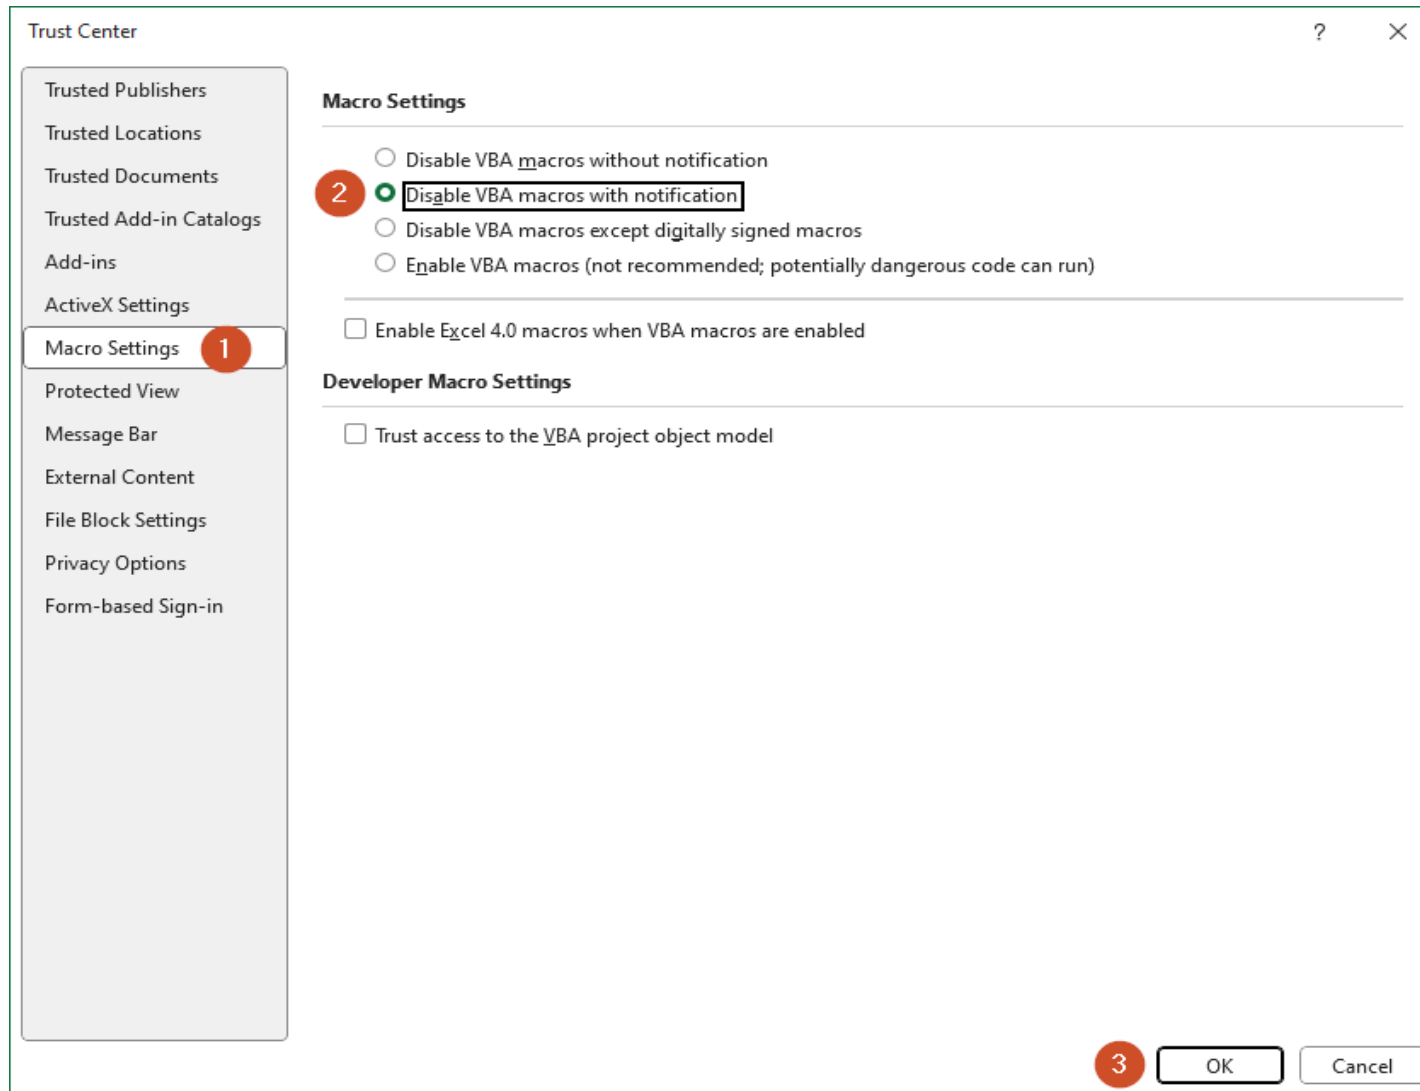 Trust Center
?
Trusted Publishers
Trusted Locations
Trusted Documents
Trusted Add-in Catalogs
Add-ins
ActiveX Settings
Macro Settings 1
Protected View
Message Bar
External Content
File Block Settings
Privacy Options
Form-based Sign-in
Macro Settings
Disable VBA macros without notification
2 Disable VBA macros with notification
Disable VBA macros except digitally signed macros
Enable VBA macros (not recommended; potentially dangerous code can run)
Enable Excel 4.0 macros when VBA macros are enabled
Developer Macro Settings
Trust access to the VBA project object model
3 OK Cancel